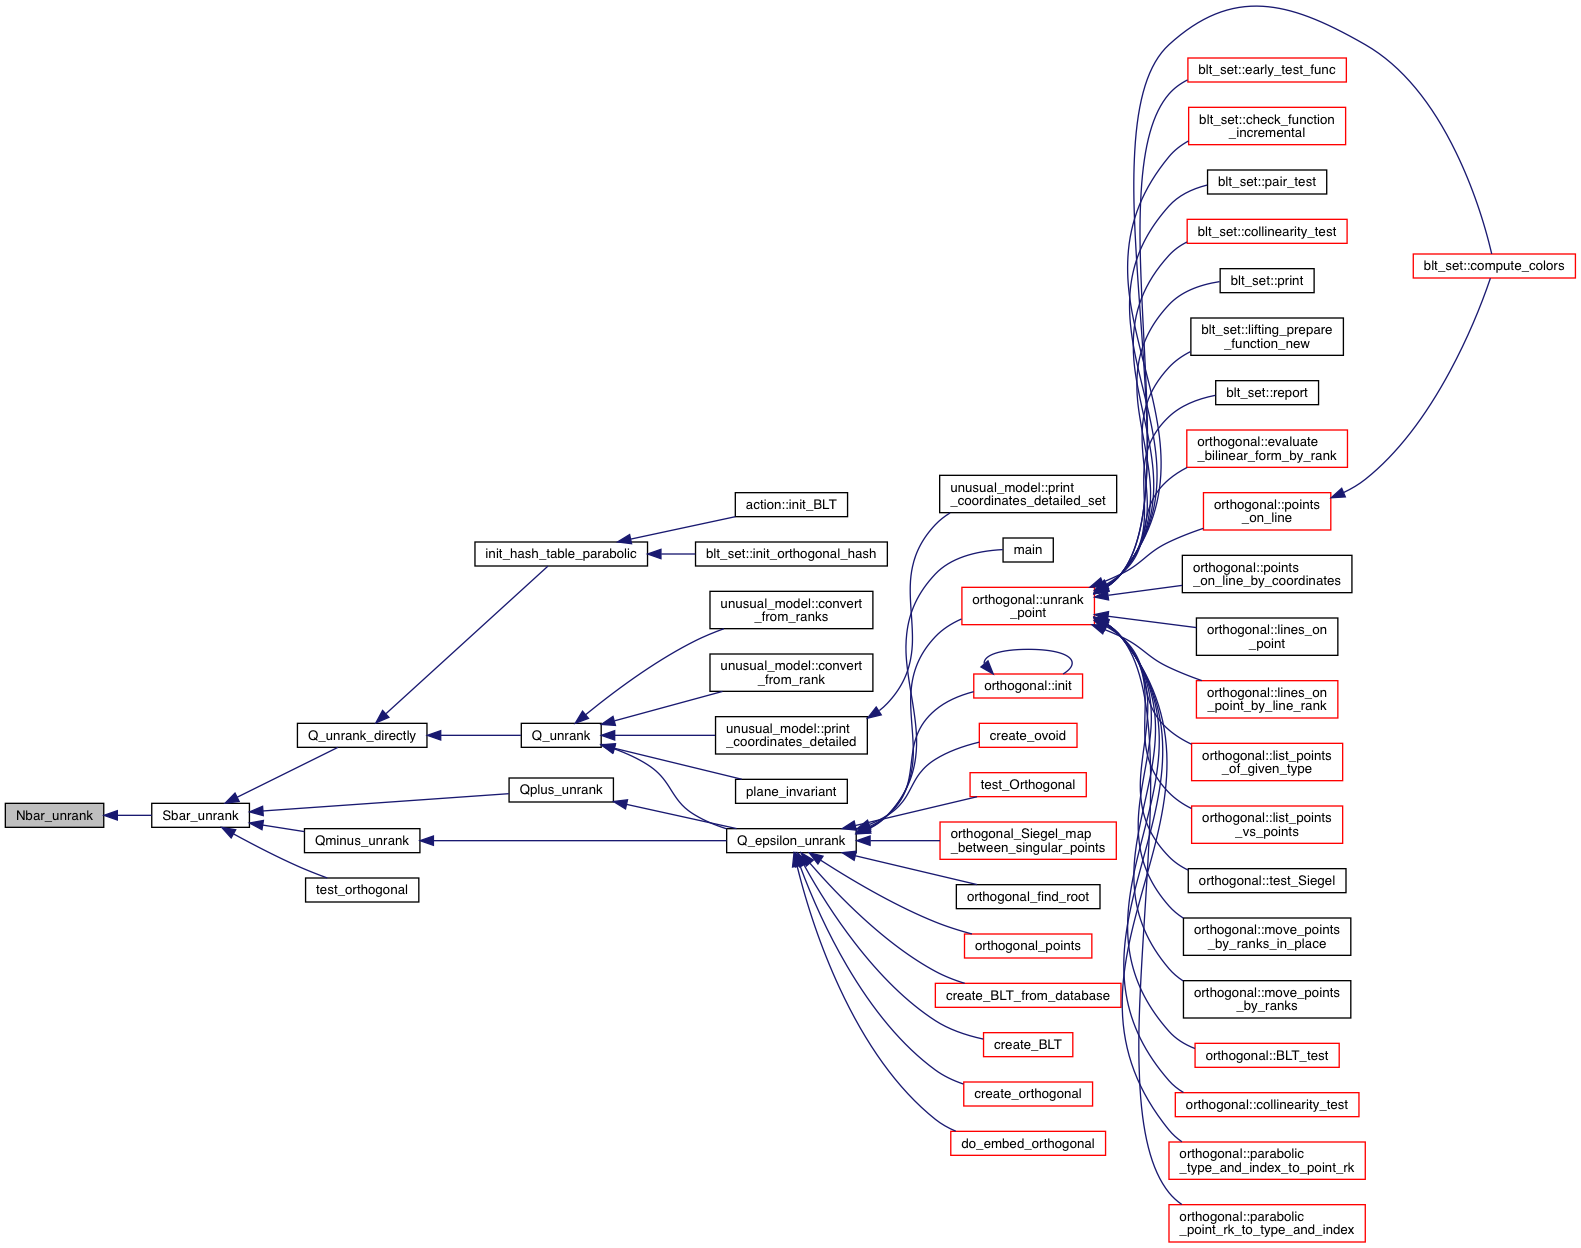 Nbar_unrank
Sbar_unrank
Q_unrank_directly
Qminus_unrank
test_orthogonal
init_hash_table_parabolic
Q_unrank
Qplus_unrank
action::init_BLT
blt_set::init_orthogonal_hash
unusual_model::convert
_from_ranks
unusual_model::convert
_from_rank
unusual_model::print
_coordinates_detailed
plane_invariant
Q_epsilon_unrank
unusual_model::print
_coordinates_detailed_set
main
orthogonal::unrank
_point
orthogonal::init
create_ovoid
test_Orthogonal
orthogonal_Siegel_map
_between_singular_points
orthogonal_find_root
orthogonal_points
create_BLT_from_database
create_BLT
create_orthogonal
do_embed_orthogonal
blt_set::early_test_func
blt_set::check_function
_incremental
blt_set::pair_test
blt_set::collinearity_test
blt_set::print
blt_set::lifting_prepare
_function_new
blt_set::report
orthogonal::evaluate
_bilinear_form_by_rank
orthogonal::points
_on_line
orthogonal::points
_on_line_by_coordinates
orthogonal::lines_on
_point
orthogonal::lines_on
_point_by_line_rank
orthogonal::list_points
_of_given_type
orthogonal::list_points
_vs_points
orthogonal::test_Siegel
orthogonal::move_points
_by_ranks_in_place
orthogonal::move_points
_by_ranks
orthogonal::BLT_test
orthogonal::collinearity_test
orthogonal::parabolic
_type_and_index_to_point_rk
orthogonal::parabolic
_point_rk_to_type_and_index
blt_set::compute_colors